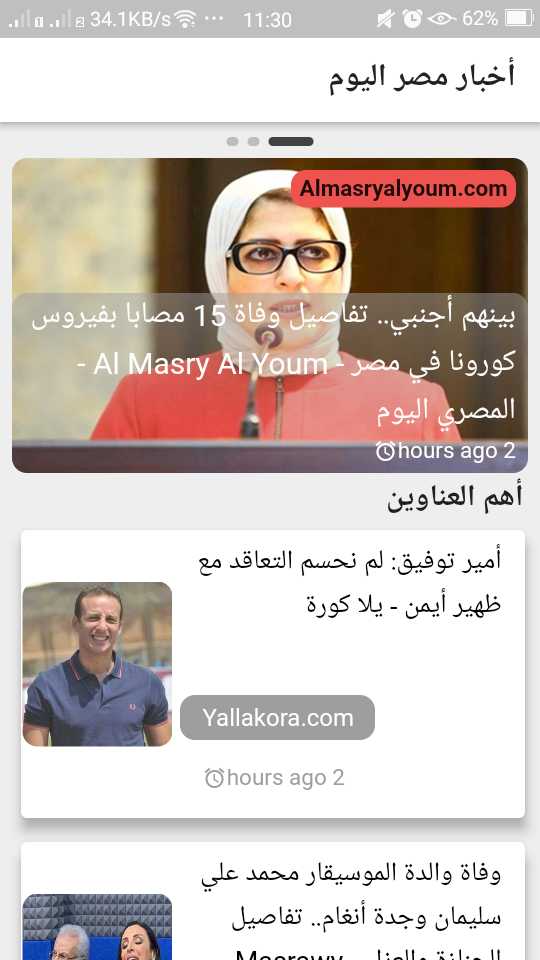 34.1KB/s ... 11:30 62%
أخبار مصر اليوم
Almasryalyoum.com
بينهم أجنبي.. تفاصيل وفاة 15 مصابا بفيروس
كورونا في مصر - Al Masry Al Youm -
المصري اليوم
2 hours ago
أهم العناوين
أمير توفيق: لم نحسم التعاقد مع
ظهير أيمن - يلا كورة
Yallakora.com
2 hours ago
وفاة والدة الموسيقار محمد علي
سليمان وجدة أنغام.. تفاصيل